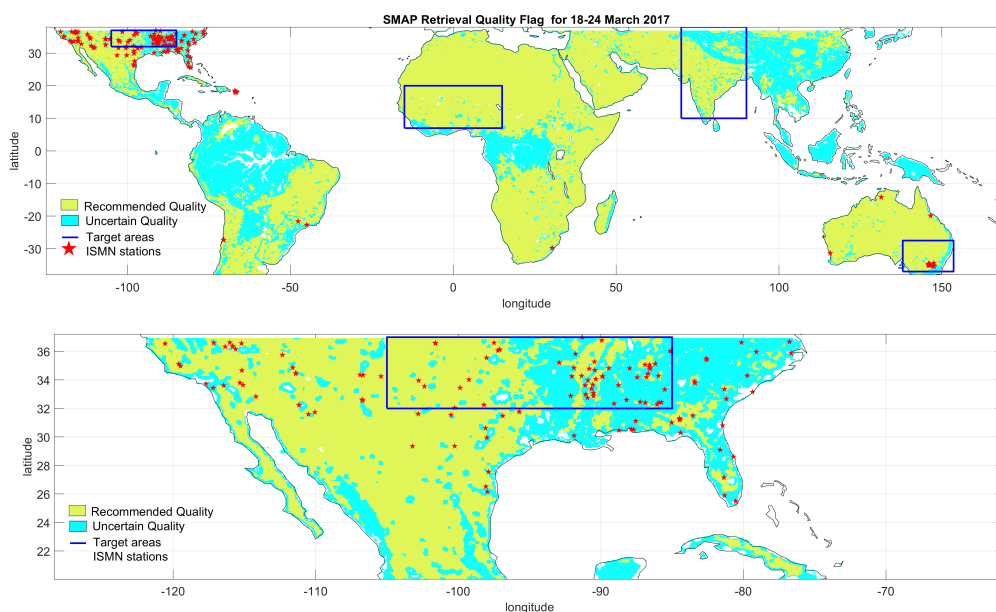 SMAP Retrieval Quality Flag for 18-24 March 2017
30
20
10
0
-10
-20
-30
latitude
Recommended Quality
Uncertain Quality
Target areas
ISMN stations
-100
-50
0
50
100
150
longitude
36
34
32
30
28
26
24
22
latitude
Recommended Quality
Uncertain Quality
Target areas
ISMN stations
-120
-110
-100
-90
-80
-70
longitude